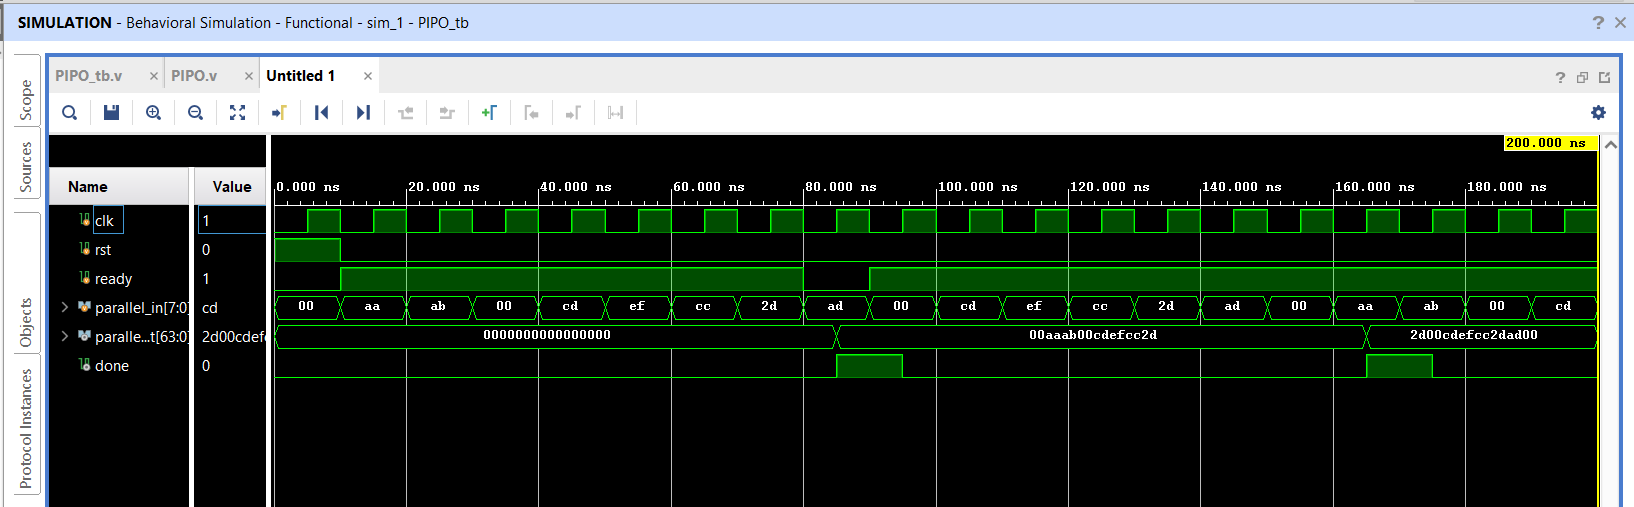 SIMULATION - Behavioral Simulation - Functional - sim_1 - PIPO_tb
? ×
Scope
Sources
Objects
Protocol Instances
PIPO_tb.v × PIPO.v × Untitled 1 ×
?
200.000 ns
Name Value
0.000 ns 20.000 ns 40.000 ns 60.000 ns 80.000 ns 100.000 ns 120.000 ns 140.000 ns 160.000 ns 180.000 ns
clk 1
rst 0
ready 1
parallel_in[7:0] cd 00 aa ab 00 cd ef cc 2d ad 00 cd ef cc 2d ad 00 aa ab 00 cd
paralle...t[63:0] 2d00cdef 0000000000000000 00aaab00cdefcc2d 2d00cdefcc2dad00
done 0